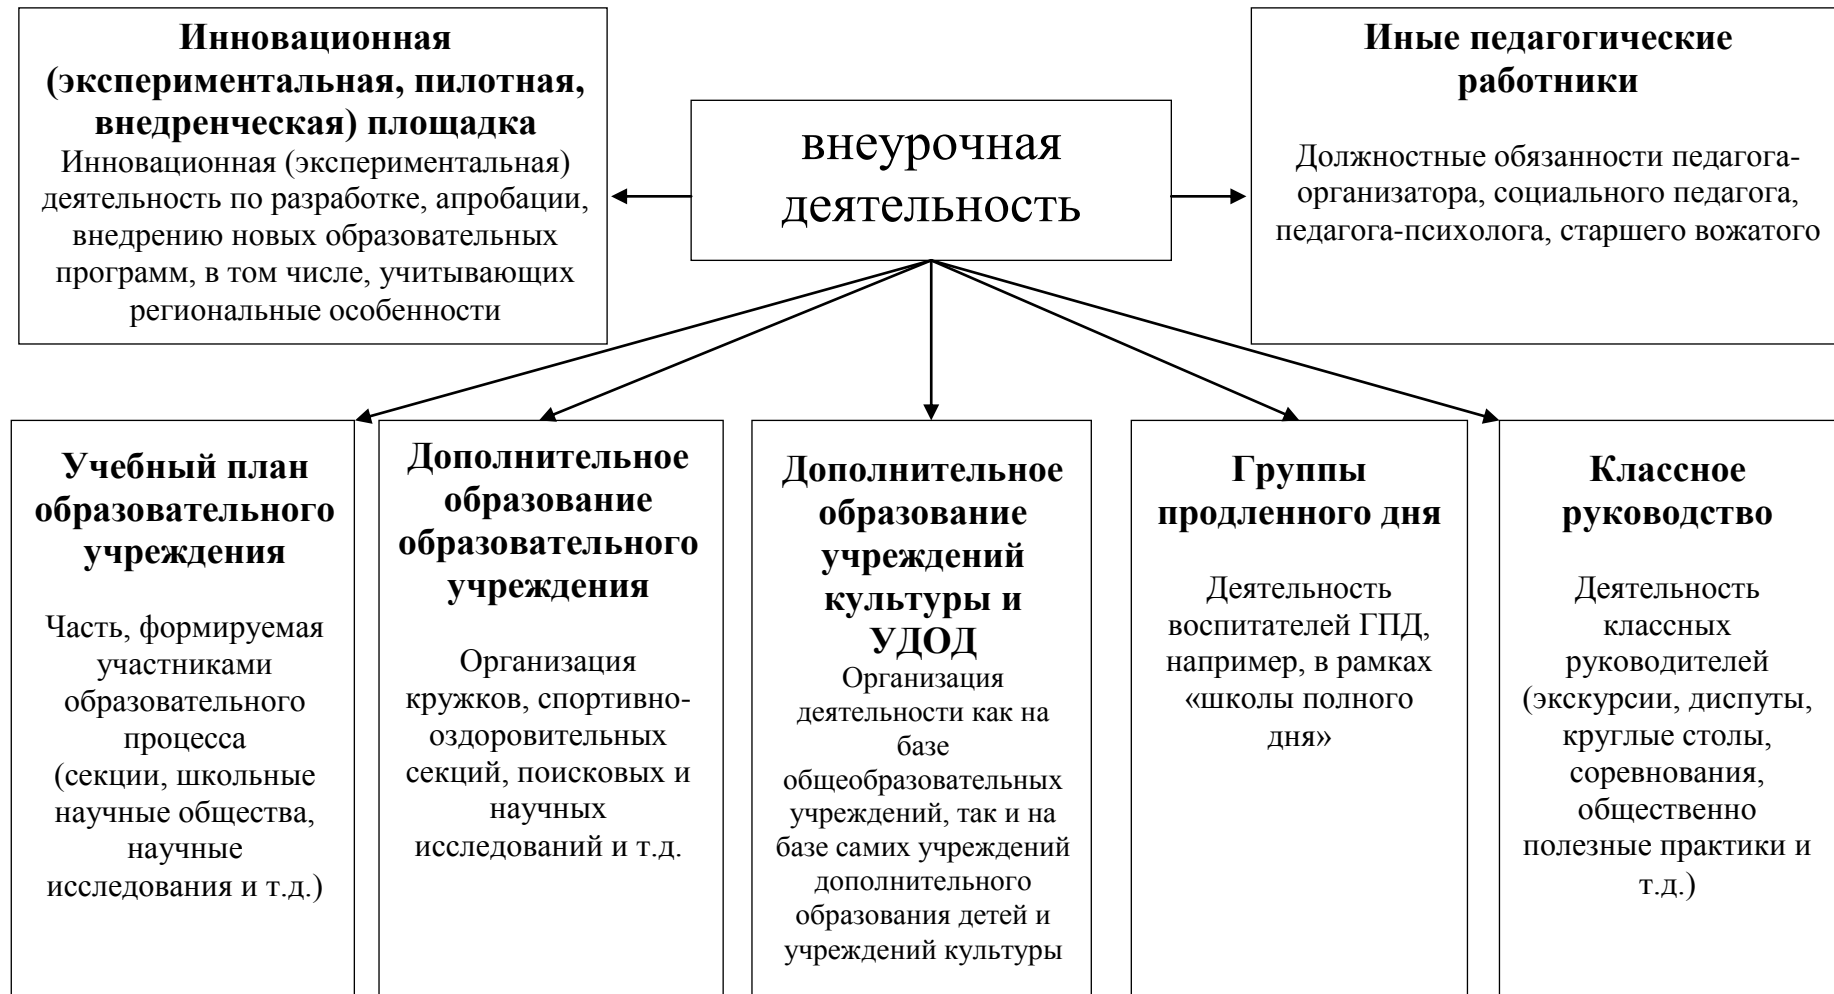 Инновационная
(экспериментальная, пилотная,
внедренческая) площадка
Инновационная (экспериментальная)
деятельность по разработке, апробации,
внедрению новых образовательных
программ, в том числе, учитывающих
региональные особенности
внеурочная
деятельность
Иные педагогические
работники
Должностные обязанности педагога-
организатора, социального педагога,
педагога-психолога, старшего вожатого
Учебный план
образовательного
учреждения
Часть, формируемая
участниками
образовательного
процесса
(секции, школьные
научные общества,
научные
исследования и т.д.)
Дополнительное
образование
образовательного
учреждения
Организация
кружков, спортивно-
оздоровительных
секций, поисковых и
научных
исследований и т.д.
Дополнительное
образование
учреждений
культуры и
УДОД
Организация
деятельности как на
базе
общеобразовательных
учреждений, так и на
базе самих учреждений
дополнительного
образования детей и
учреждений культуры
Группы
продленного дня
Деятельность
воспитателей ГПД,
например, в рамках
«школы полного
дня»
Классное
руководство
Деятельность
классных
руководителей
(экскурсии, диспуты,
круглые столы,
соревнования,
общественно
полезные практики и
т.д.)